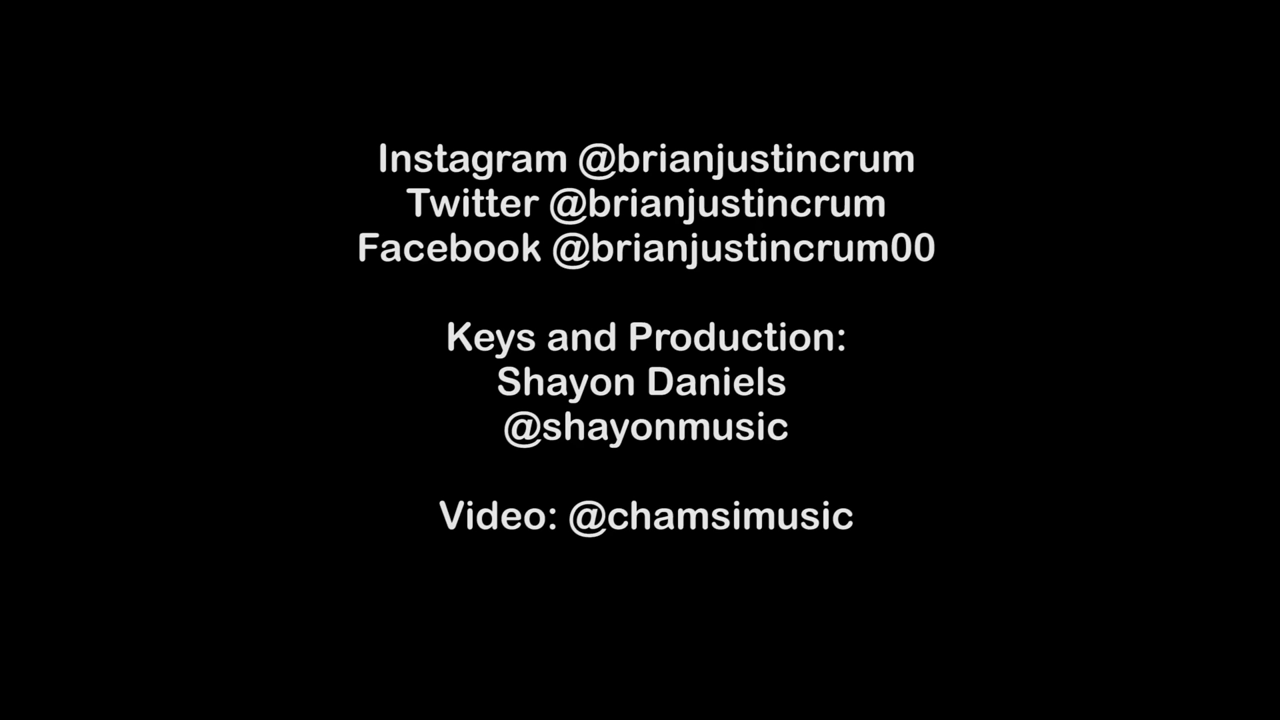 Instagram @brianjustincrum
Twitter @brianjustincrum
Facebook @brianjustincrum00
Keys and Production:
Shayon Daniels
@shayonmusic
Video: @chamsimusic